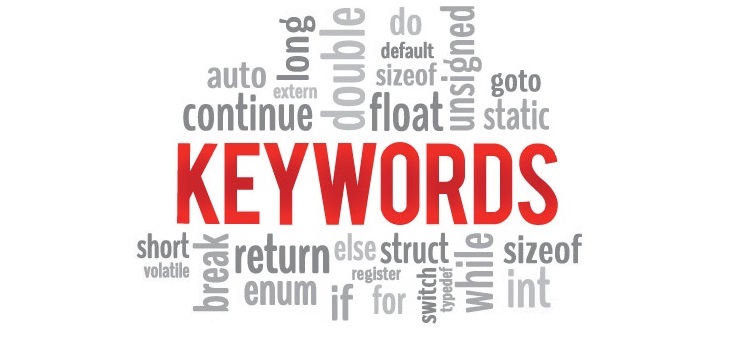 do
long
double
unsigned
default
auto
sizeof
extern
goto
continue
float
static
KEYWORDS
short
volatile
break
return
else
struct
while
sizeof
register
enum
if
for
switch
typedef
int